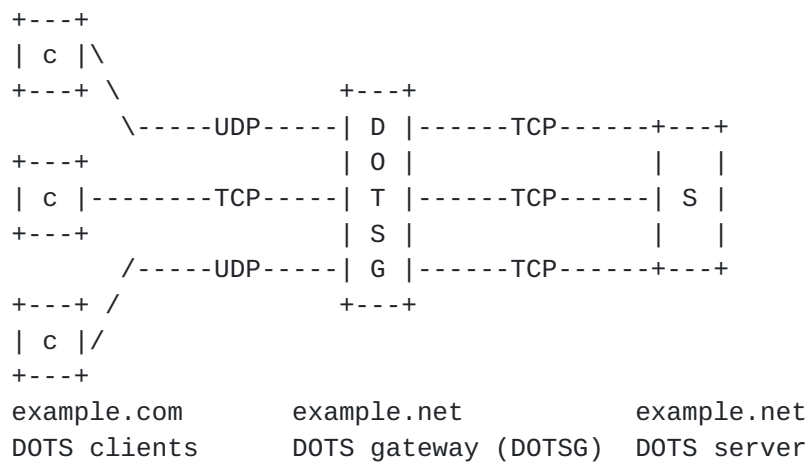 +---+
| c |\
+---+ \              +---+
       \-----UDP-----| D |------TCP------+---+
+---+                | O |               |   |
| c |--------TCP-----| T |------TCP------| S |
+---+                | S |               |   |
       /-----UDP-----| G |------TCP------+---+
+---+ /              +---+
| c |/
+---+
example.com       example.net           example.net
DOTS clients      DOTS gateway (DOTSG)  DOTS server